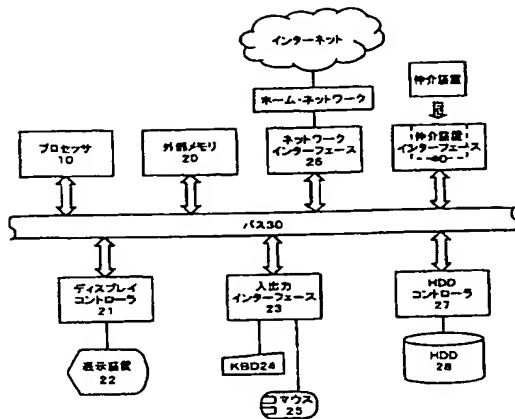 インターネット
ホーム・ネットワーク
仲介装置
プロセッサ
10
外部メモリ
20
ネットワーク
インターフェース
26
仲介装置
インターフェース
40
バス30
ディスプレイ
コントローラ
21
入出力
インターフェース
23
HDD
コントローラ
27
表示装置
22
KBD24
マウス
25
HDD
28